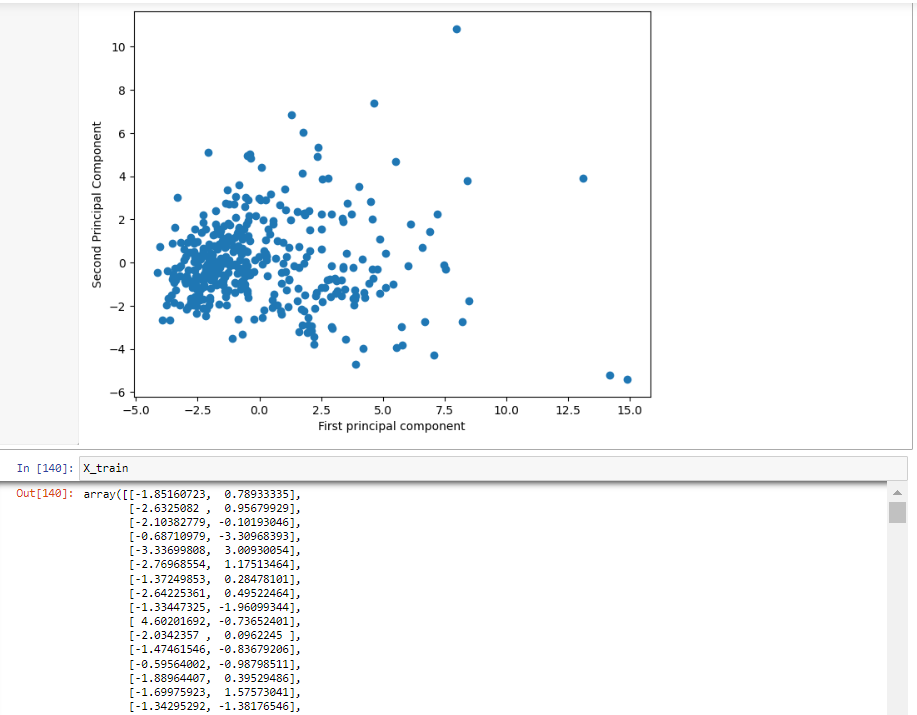 10
8
6
4
2
0
−2
−4
−6
Second Principal Component
−5.0 −2.5 0.0 2.5 5.0 7.5 10.0 12.5 15.0
First principal component
In [140]: X_train
Out[140]: array([[-1.85160723,  0.78933335],
[-2.6325082 ,  0.95679929],
[-2.10382779, -0.10193046],
[-0.68710979, -3.30968393],
[-3.33699808,  3.00930054],
[-2.76968554,  1.17513464],
[-1.37249853,  0.28478101],
[-2.64225361,  0.49522464],
[-1.33447325, -1.96099344],
[ 4.60201692, -0.73652401],
[-2.0342357 ,  0.0962245 ],
[-1.47461546, -0.83679206],
[-0.59564002, -0.98798511],
[-1.88964407,  0.39529486],
[-1.69975923,  1.57573041],
[-1.34295292, -1.38176546],